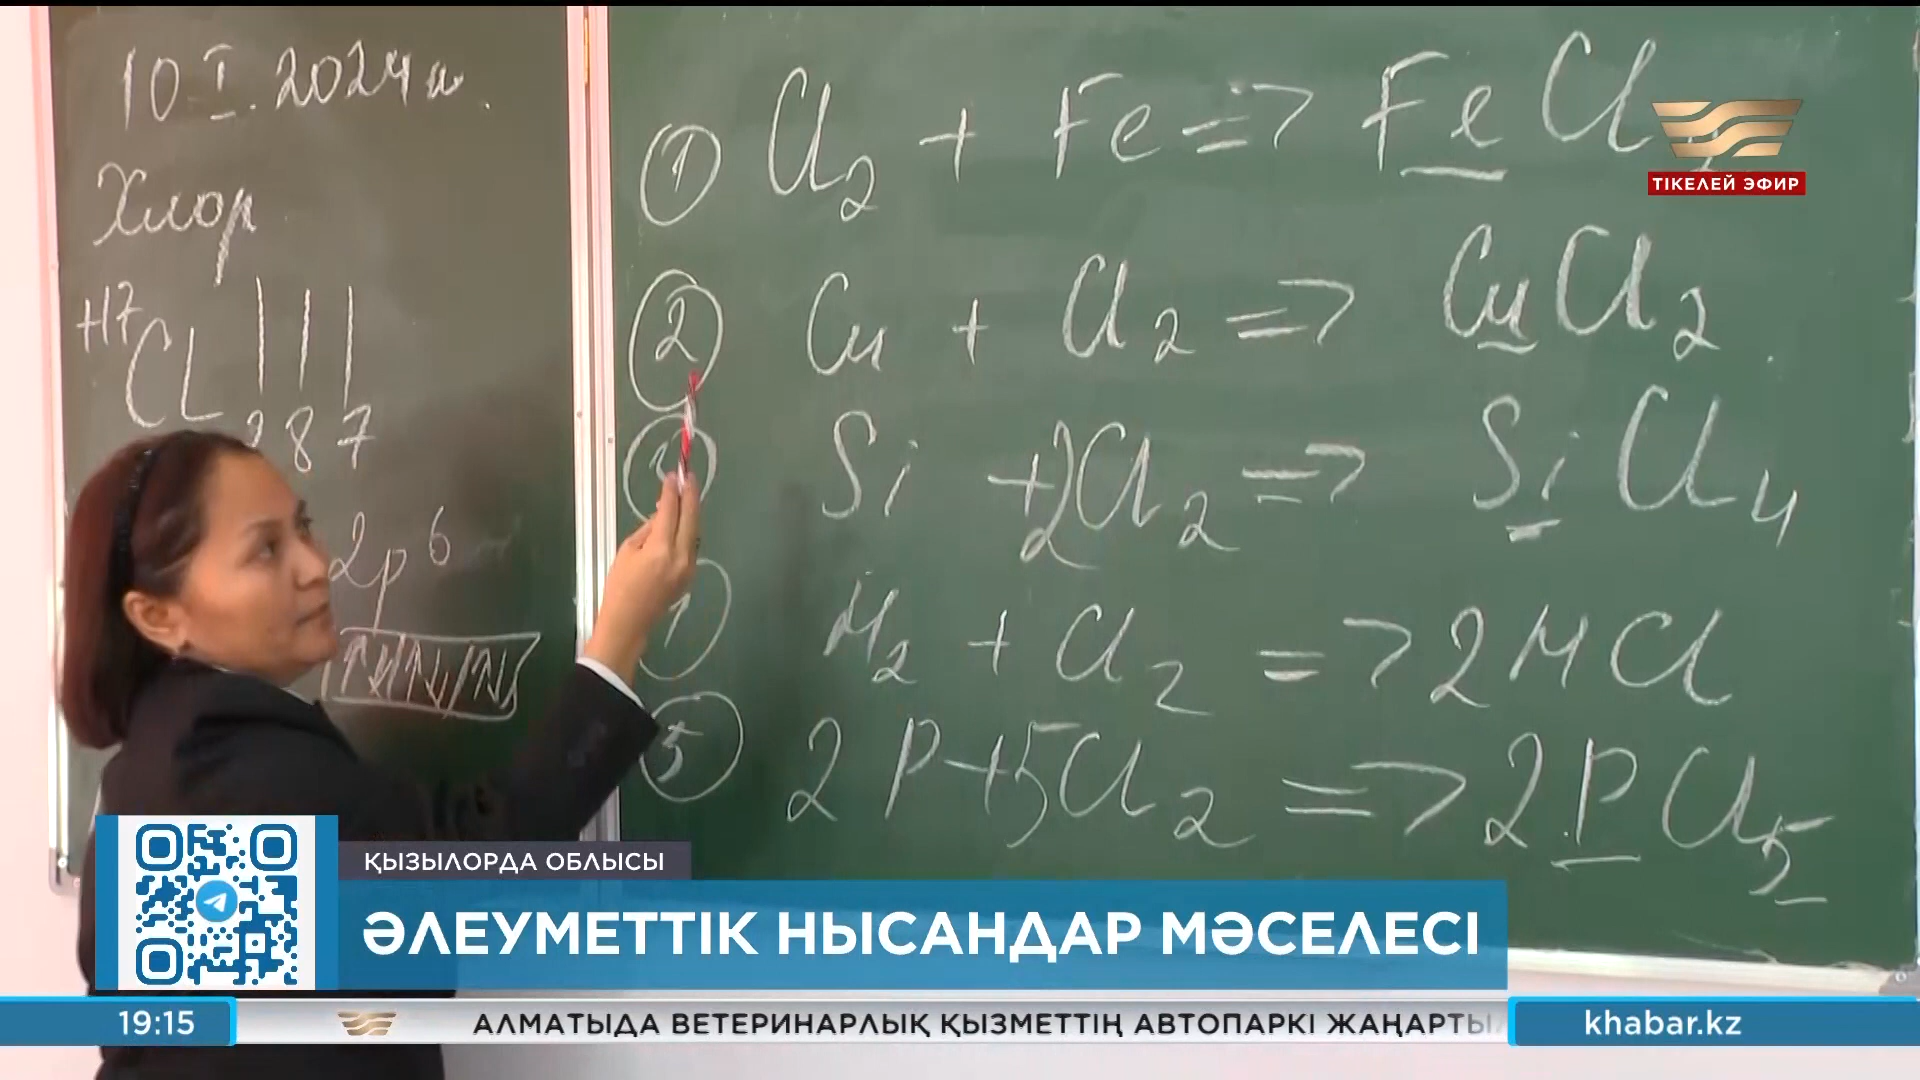 10 I. 2024 ж.
Хлор
+17
CL
2 8 7
2p6
① Cl2 + Fe => FeCl
ТІКЕЛЕЙ ЭФИР
② Cu + Cl2 => CuCl2
Si + 2Cl2 => SiCl4
H2 + Cl2 => 2HCl
⑤ 2P + 5Cl2 => 2PCl5
ҚЫЗЫЛОРДА ОБЛЫСЫ
ӘЛЕУМЕТТІК НЫСАНДАР МӘСЕЛЕСІ
19:15
АЛМАТЫДА ВЕТЕРИНАРЛЫҚ ҚЫЗМЕТТІҢ АВТОПАРКІ
khabar.kz